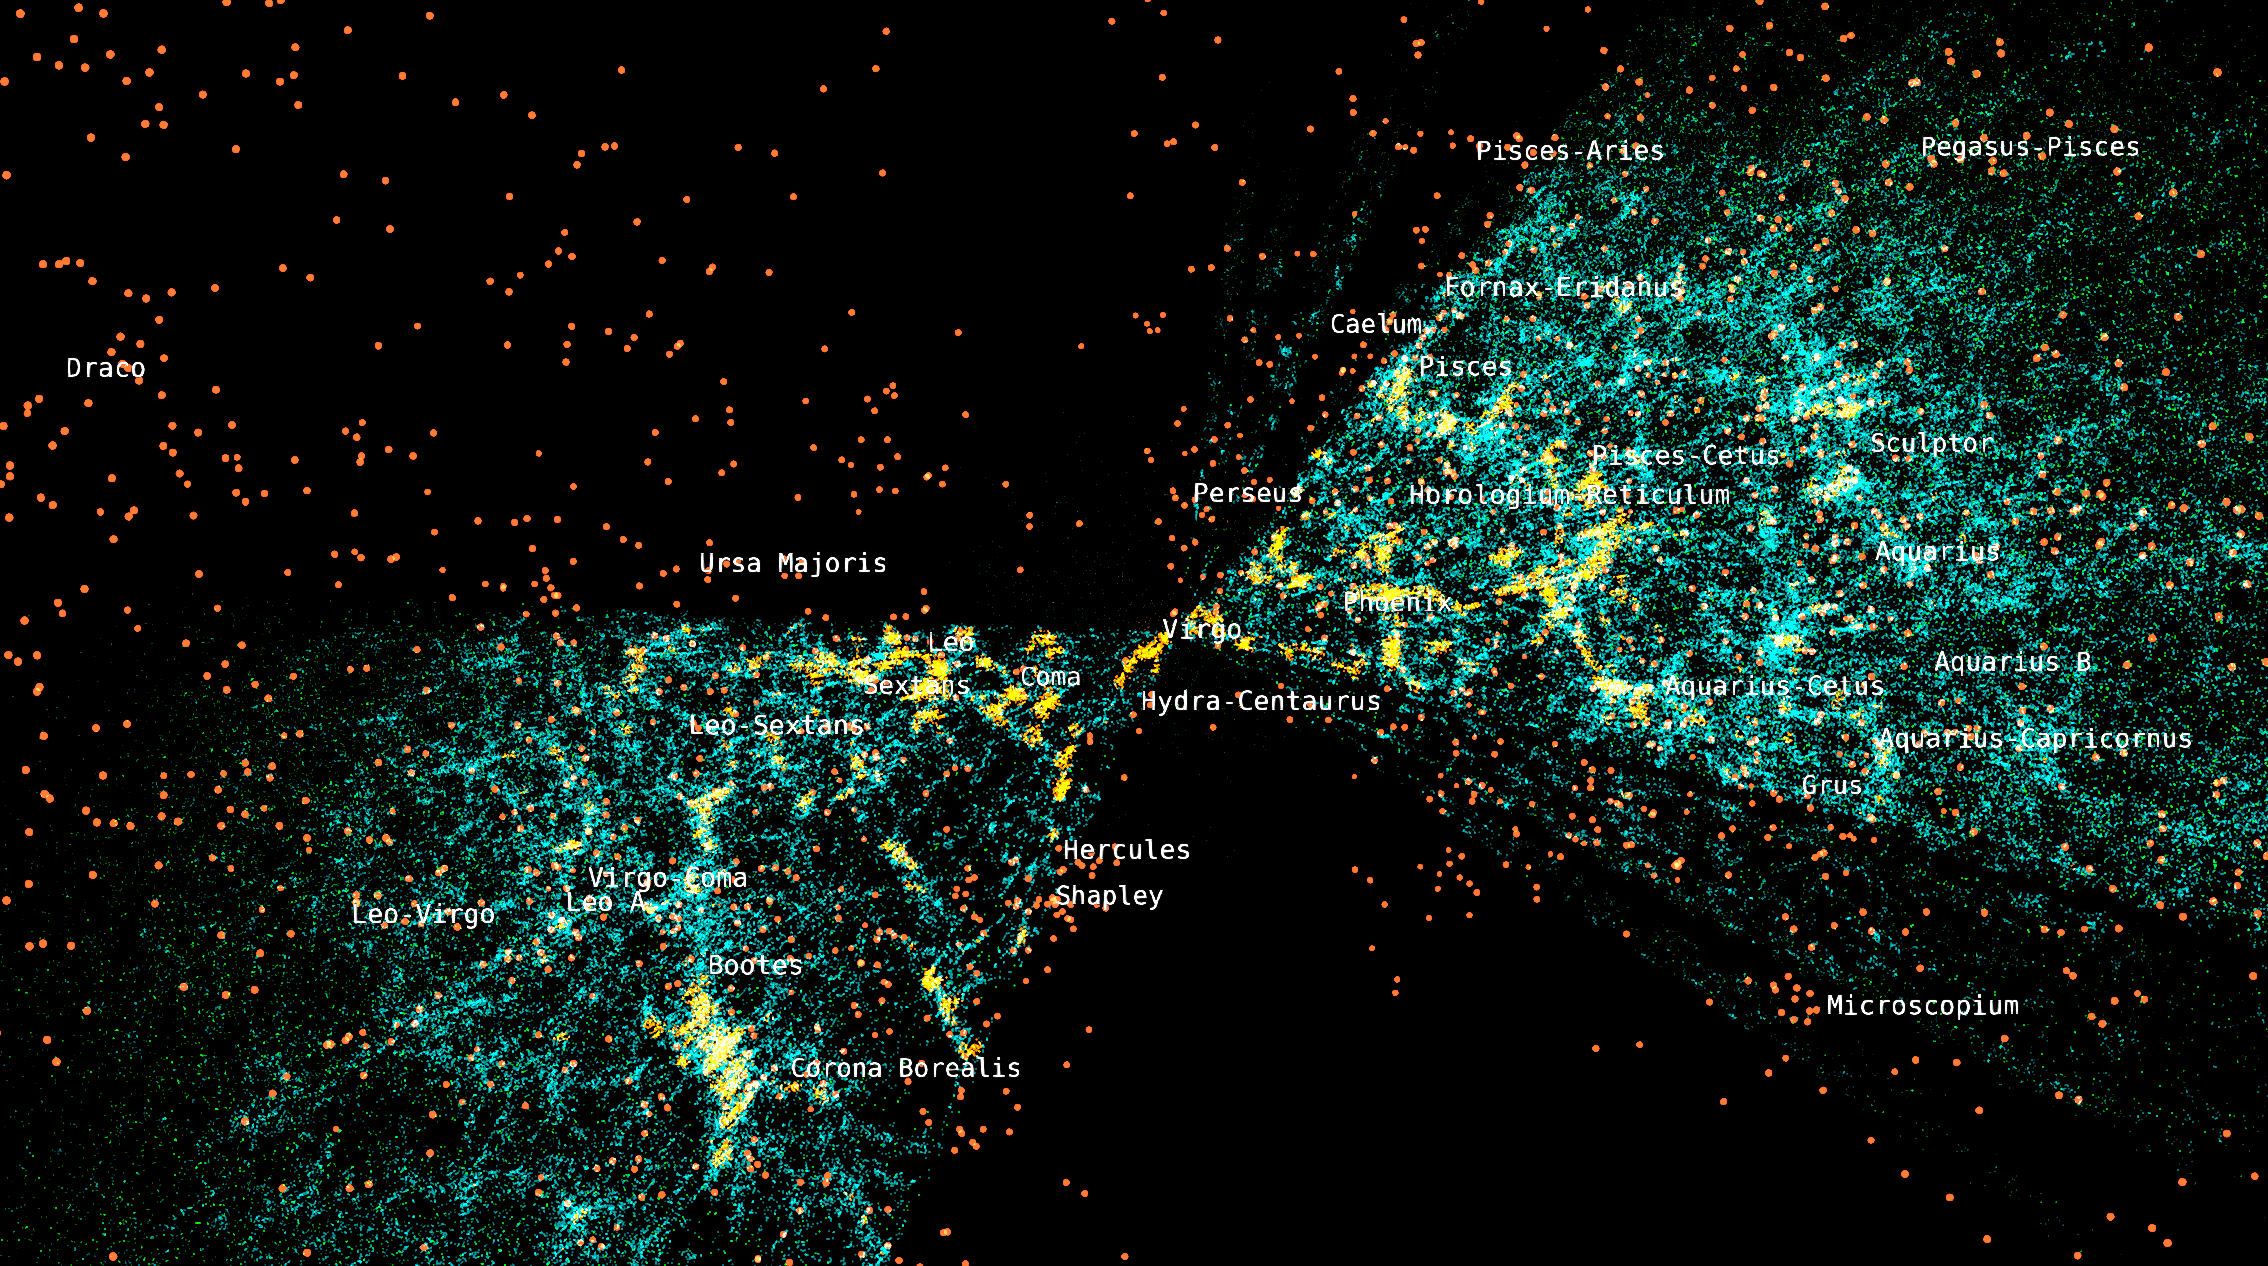 Pegasus-Pisces
Pisces-Aries
Fornax-Eridanus
Caelum
Pisces
Draco
Sculptor
Pisces-Cetus
Perseus
Horologium-Reticulum
Aquarius
Ursa Majoris
Phoenix
Virgo
Leo
Aquarius B
Coma
Sextans
Aquarius-Cetus
Hydra-Centaurus
Leo-Sextans
Aquarius-Capricornus
Grus
Hercules
Virgo-Coma
Shapley
Leo A
Leo-Virgo
Bootes
Microscopium
Corona Borealis